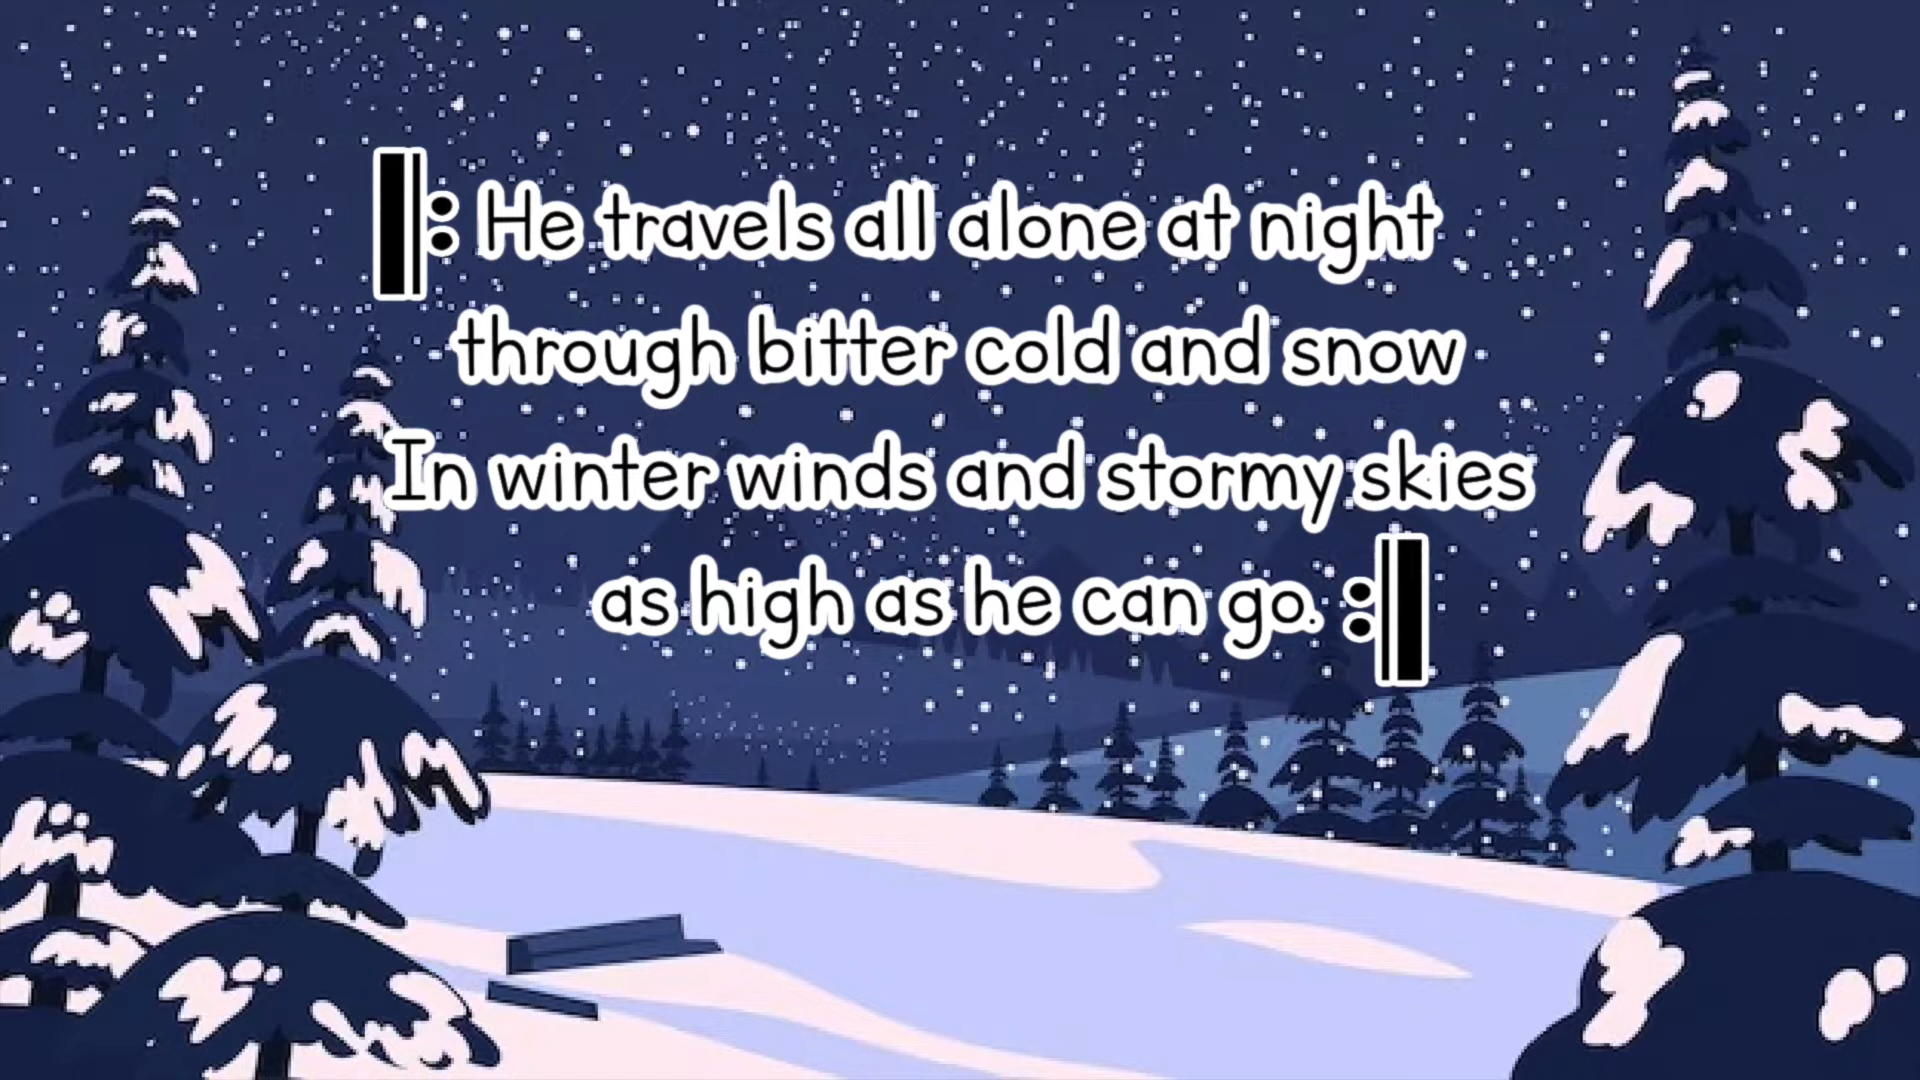 𝄆 He travels all alone at night
through bitter cold and snow
In winter winds and stormy skies
as high as he can go. 𝄇